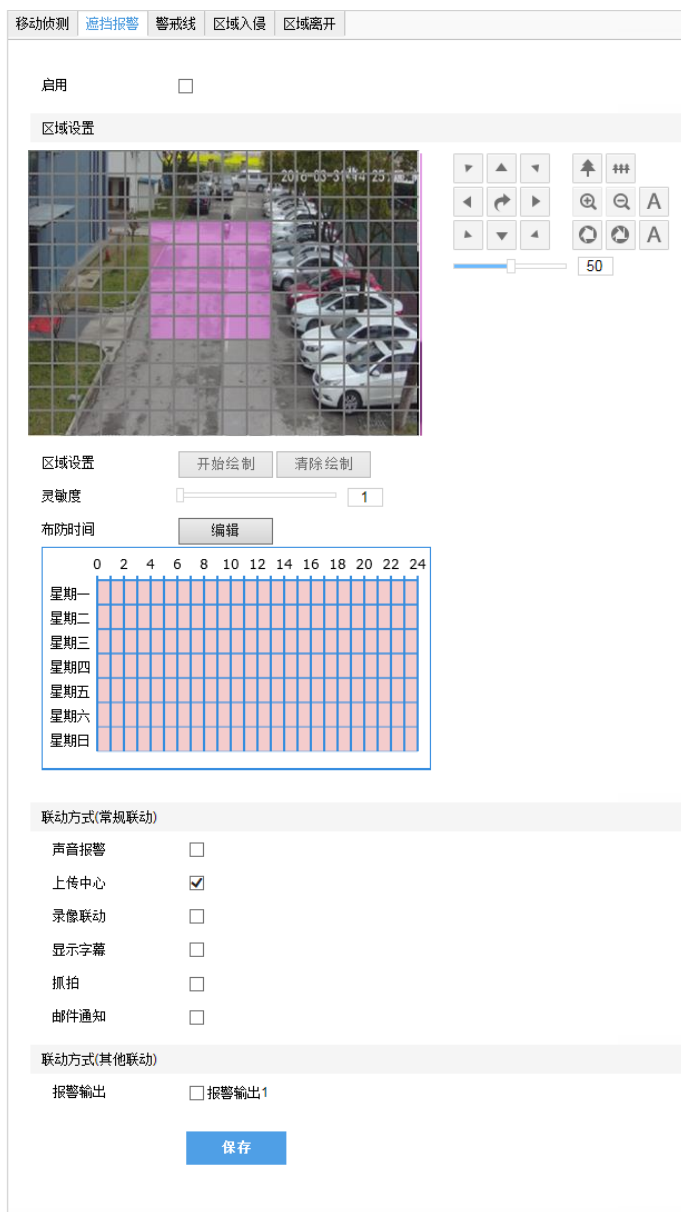 移动侦测 遮挡报警 警戒线 区域入侵 区域离开
启用
区域设置
2016-03-31 14:25
A
A
50
区域设置 开始绘制 清除绘制
灵敏度 1
布防时间 编辑
0 2 4 6 8 10 12 14 16 18 20 22 24
星期一
星期二
星期三
星期四
星期五
星期六
星期日
联动方式(常规联动)
声音报警
上传中心
录像联动
显示字幕
抓拍
邮件通知
联动方式(其他联动)
报警输出 报警输出1
保存